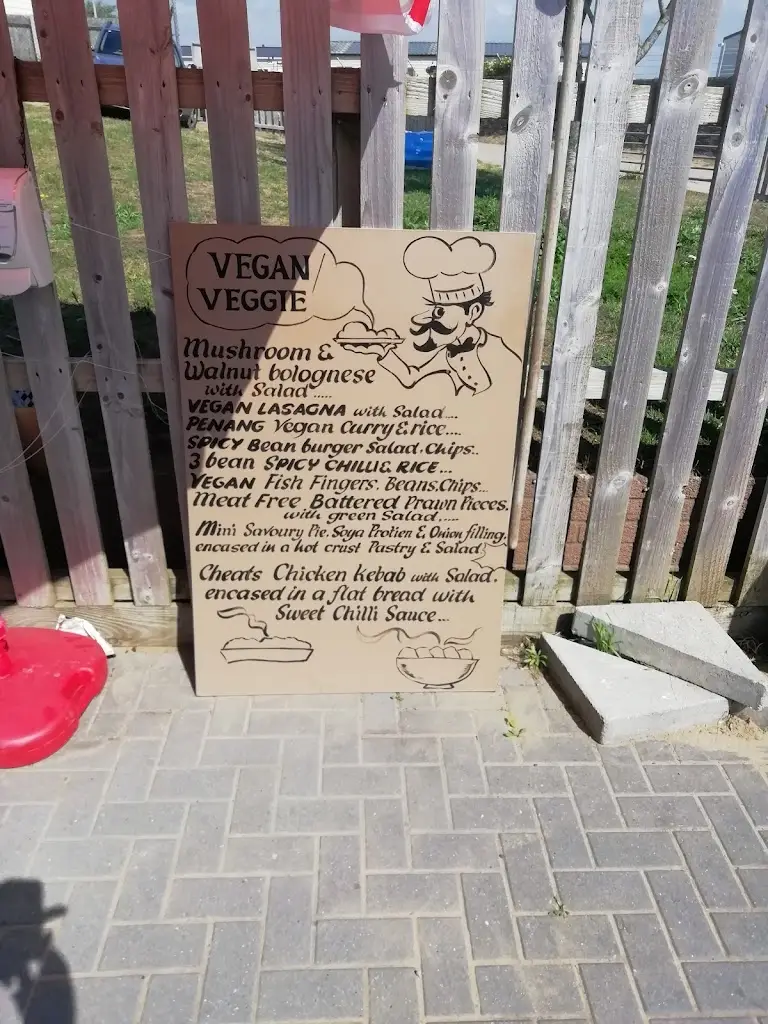 VEGAN
VEGGIE
Mushroom &
Walnut bolognese
with Salad.....
VEGAN LASAGNA with Salad....
PENANG Vegan Curry & rice....
SPICY Bean burger Salad. Chips..
3 bean SPICY CHILLI & RICE...
VEGAN Fish Fingers. Beans. Chips...
Meat Free Battered Prawn Pieces.
with green Salad.....
Mini Savoury Pie. Soya Protien & Onion filling.
encased in a hot crust Pastry & Salad
Cheats Chicken Kebab with Salad.
encased in a flat bread with
Sweet Chilli Sauce...